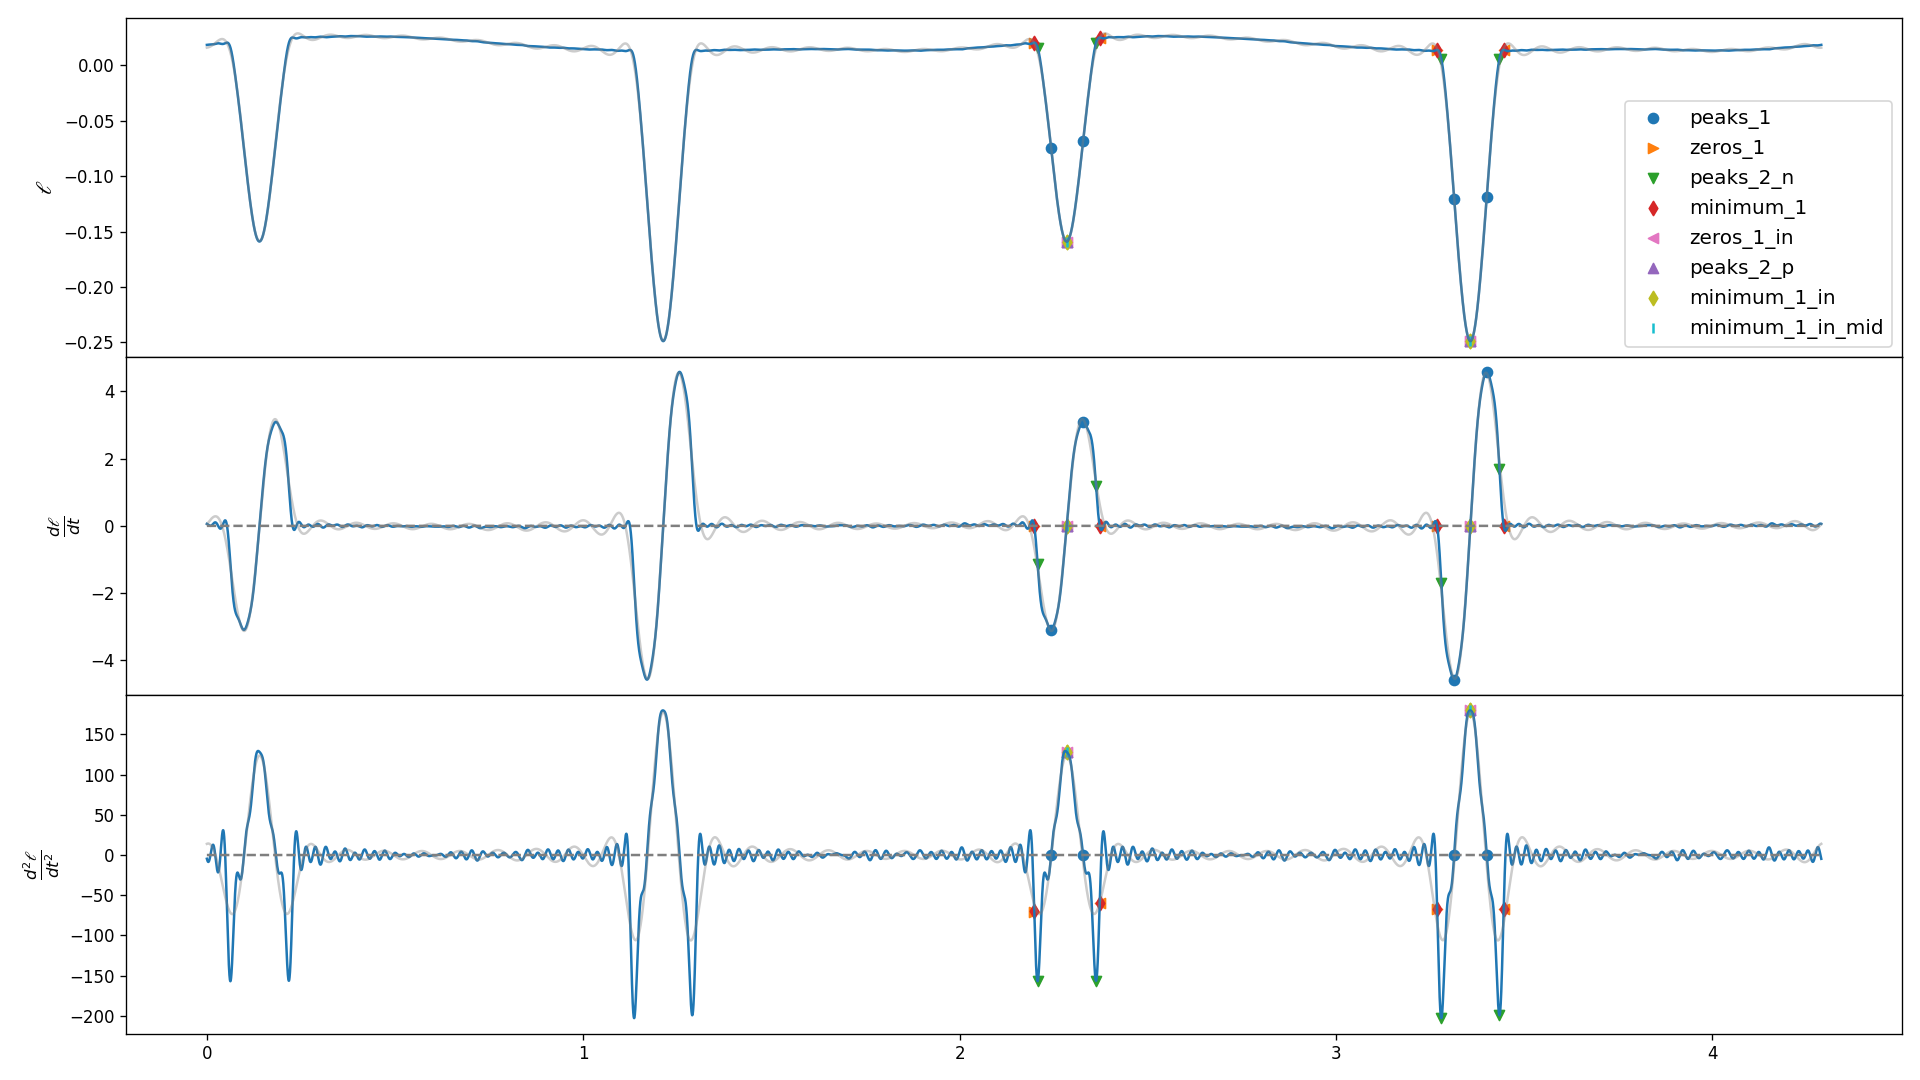 0.00
−0.05
−0.10
−0.15
−0.20
−0.25
ℓ
peaks_1
zeros_1
peaks_2_n
minimum_1
zeros_1_in
peaks_2_p
minimum_1_in
minimum_1_in_mid
4
2
0
−2
−4
dℓ
dt
150
100
50
0
−50
−100
−150
−200
d²ℓ
dt²
0 1 2 3 4